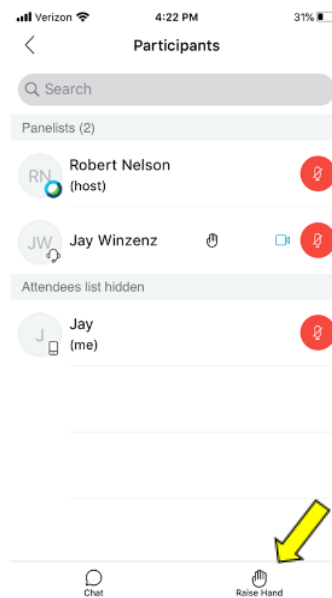 Verizon 4:22 PM 31%
Participants
Search
Panelists (2)
RN Robert Nelson
(host)
JW Jay Winzenz
Attendees list hidden
J Jay
(me)
Chat Raise Hand